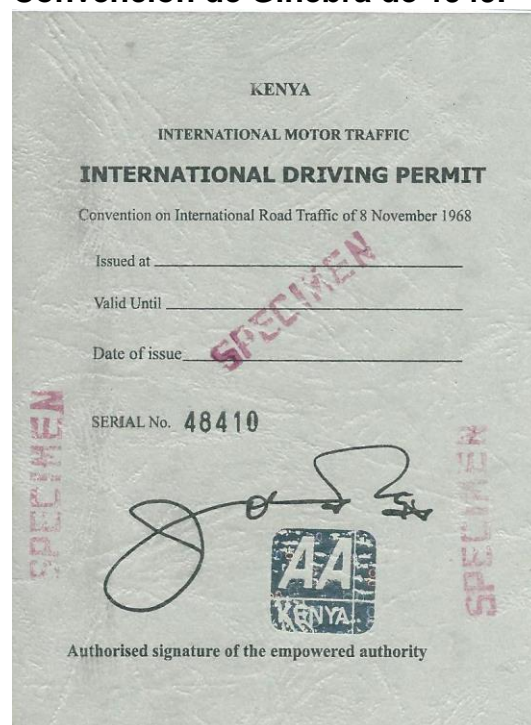 Convención de Ginebra de 1949.
KENYA
INTERNATIONAL MOTOR TRAFFIC
INTERNATIONAL DRIVING PERMIT
Convention on International Road Traffic of 8 November 1968
Issued at
SPECIMEN
Valid Until
Date of issue
SPECIMEN
SERIAL No. 48410
SPECIMEN
AA
KENYA
Authorised signature of the empowered authority